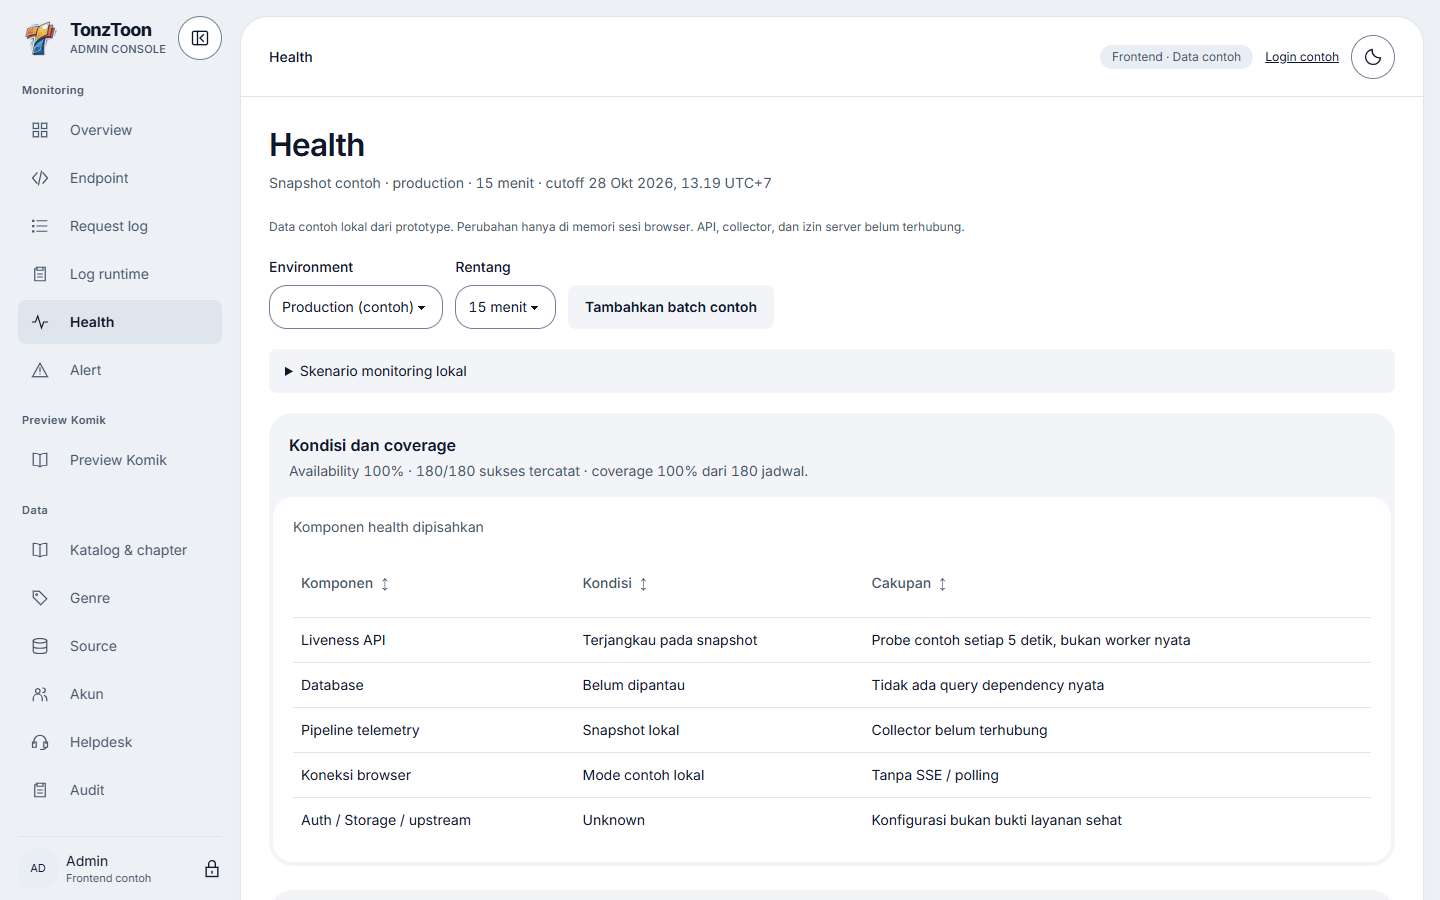 TonzToon
ADMIN CONSOLE
Monitoring
Overview
Endpoint
Request log
Log runtime
Health
Alert
Preview Komik
Preview Komik
Data
Katalog & chapter
Genre
Source
Akun
Helpdesk
Audit
AD
Admin
Frontend contoh
Health
Frontend · Data contoh
Login contoh
Health
Snapshot contoh · production · 15 menit · cutoff 28 Okt 2026, 13.19 UTC+7
Data contoh lokal dari prototype. Perubahan hanya di memori sesi browser. API, collector, dan izin server belum terhubung.
Environment
Rentang
Production (contoh)
15 menit
Tambahkan batch contoh
Skenario monitoring lokal
Kondisi dan coverage
Availability 100% · 180/180 sukses tercatat · coverage 100% dari 180 jadwal.
Komponen health dipisahkan
Komponen Kondisi Cakupan
Liveness API Terjangkau pada snapshot Probe contoh setiap 5 detik, bukan worker nyata
Database Belum dipantau Tidak ada query dependency nyata
Pipeline telemetry Snapshot lokal Collector belum terhubung
Koneksi browser Mode contoh lokal Tanpa SSE / polling
Auth / Storage / upstream Unknown Konfigurasi bukan bukti layanan sehat